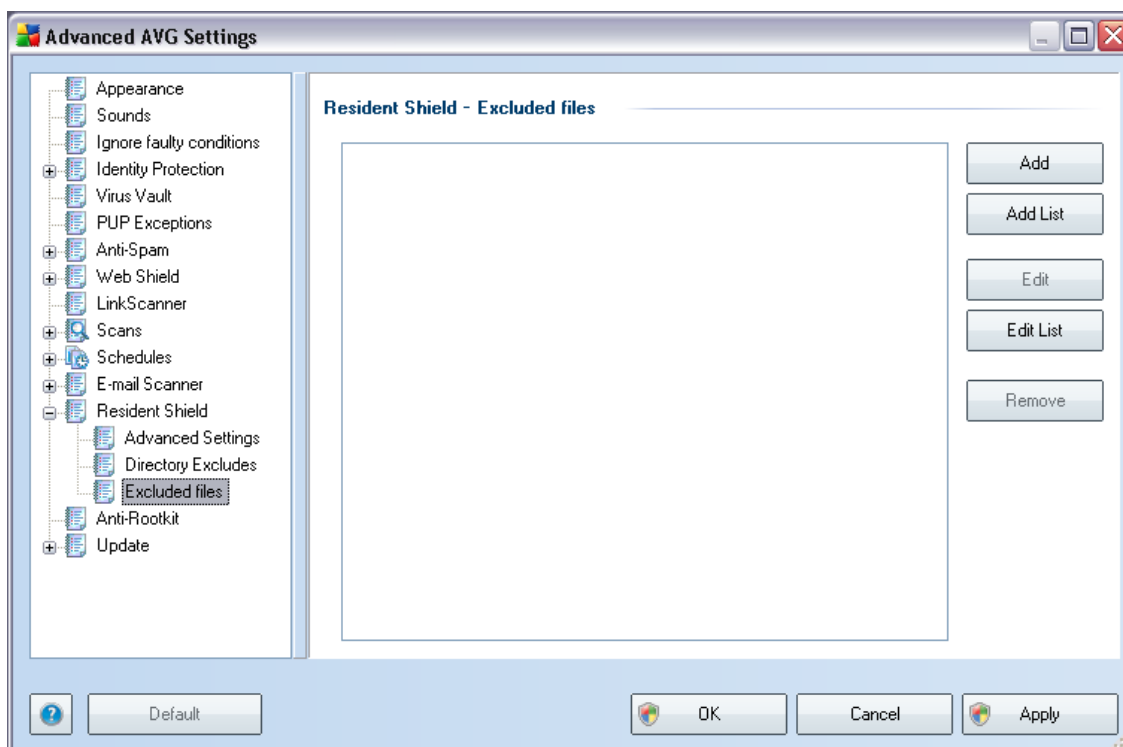 Advanced AVG Settings
Appearance
Sounds
Ignore faulty conditions
Identity Protection
Virus Vault
PUP Exceptions
Anti-Spam
Web Shield
LinkScanner
Scans
Schedules
E-mail Scanner
Resident Shield
Advanced Settings
Directory Excludes
Excluded files
Anti-Rootkit
Update
Resident Shield - Excluded files
Add
Add List
Edit
Edit List
Remove
?
Default
OK
Cancel
Apply